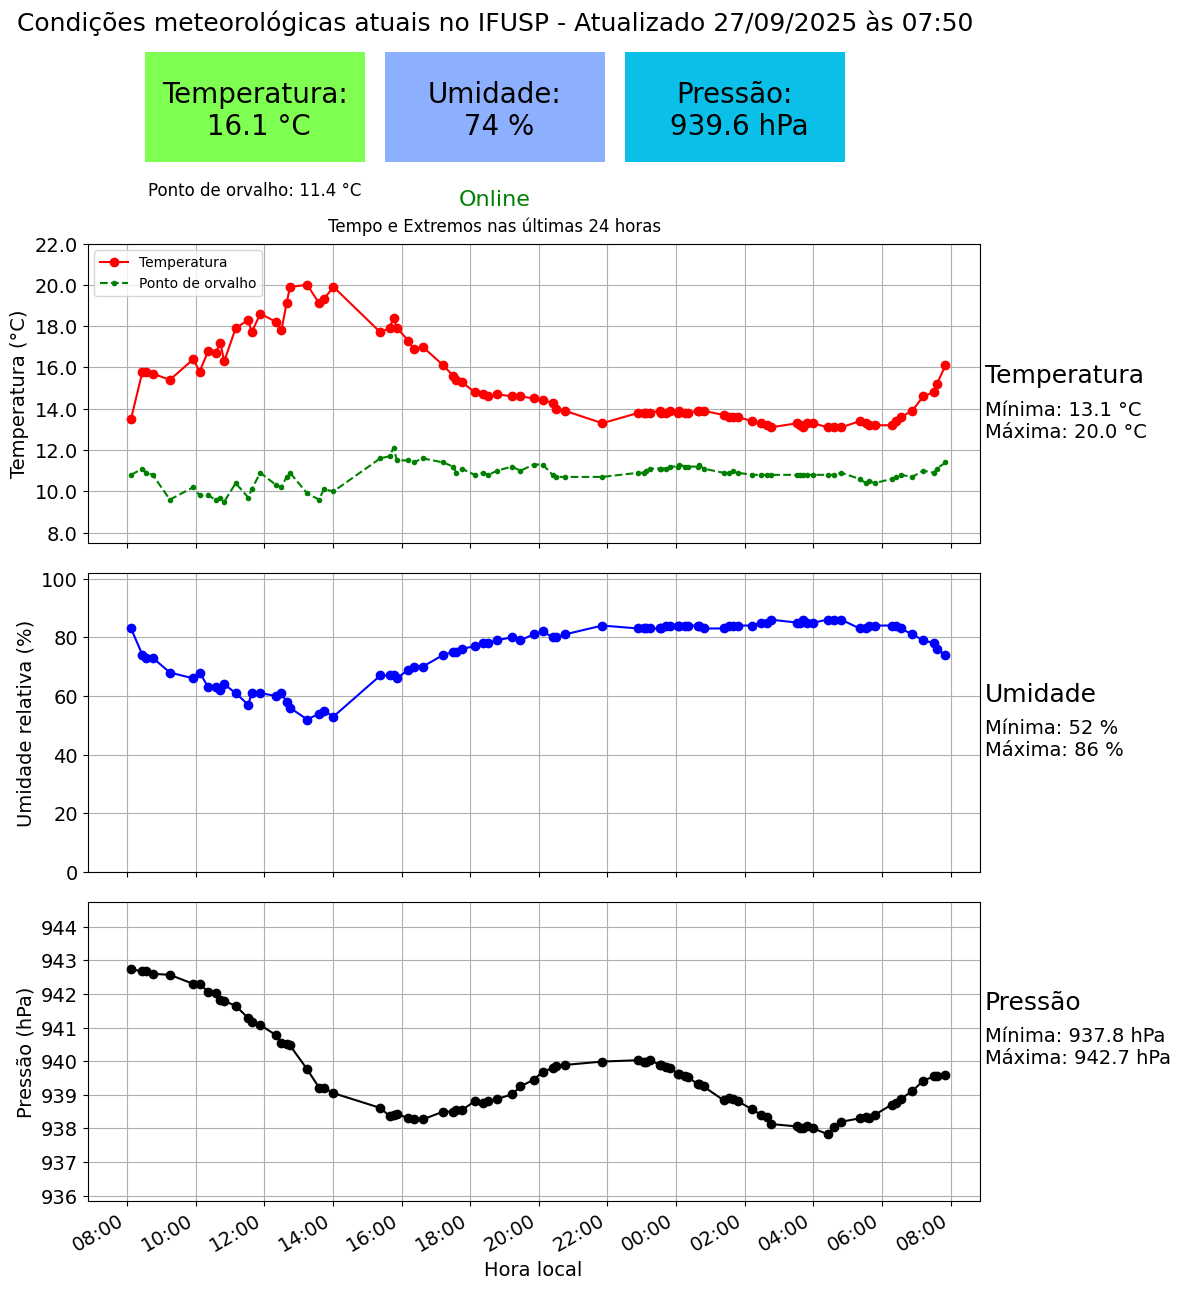 Condições meteorológicas atuais no IFUSP - Atualizado 27/09/2025 às 07:50
Temperatura:
16.1 °C
Umidade:
74 %
Pressão:
939.6 hPa
Ponto de orvalho: 11.4 °C
Online
Tempo e Extremos nas últimas 24 horas
Temperatura (°C)
22.0
20.0
18.0
16.0
14.0
12.0
10.0
8.0
Temperatura
Ponto de orvalho
Temperatura
Mínima: 13.1 °C
Máxima: 20.0 °C
Umidade relativa (%)
100
80
60
40
20
0
Umidade
Mínima: 52 %
Máxima: 86 %
Pressão (hPa)
944
943
942
941
940
939
938
937
936
Pressão
Mínima: 937.8 hPa
Máxima: 942.7 hPa
08:00
10:00
12:00
14:00
16:00
18:00
20:00
22:00
00:00
02:00
04:00
06:00
08:00
Hora local